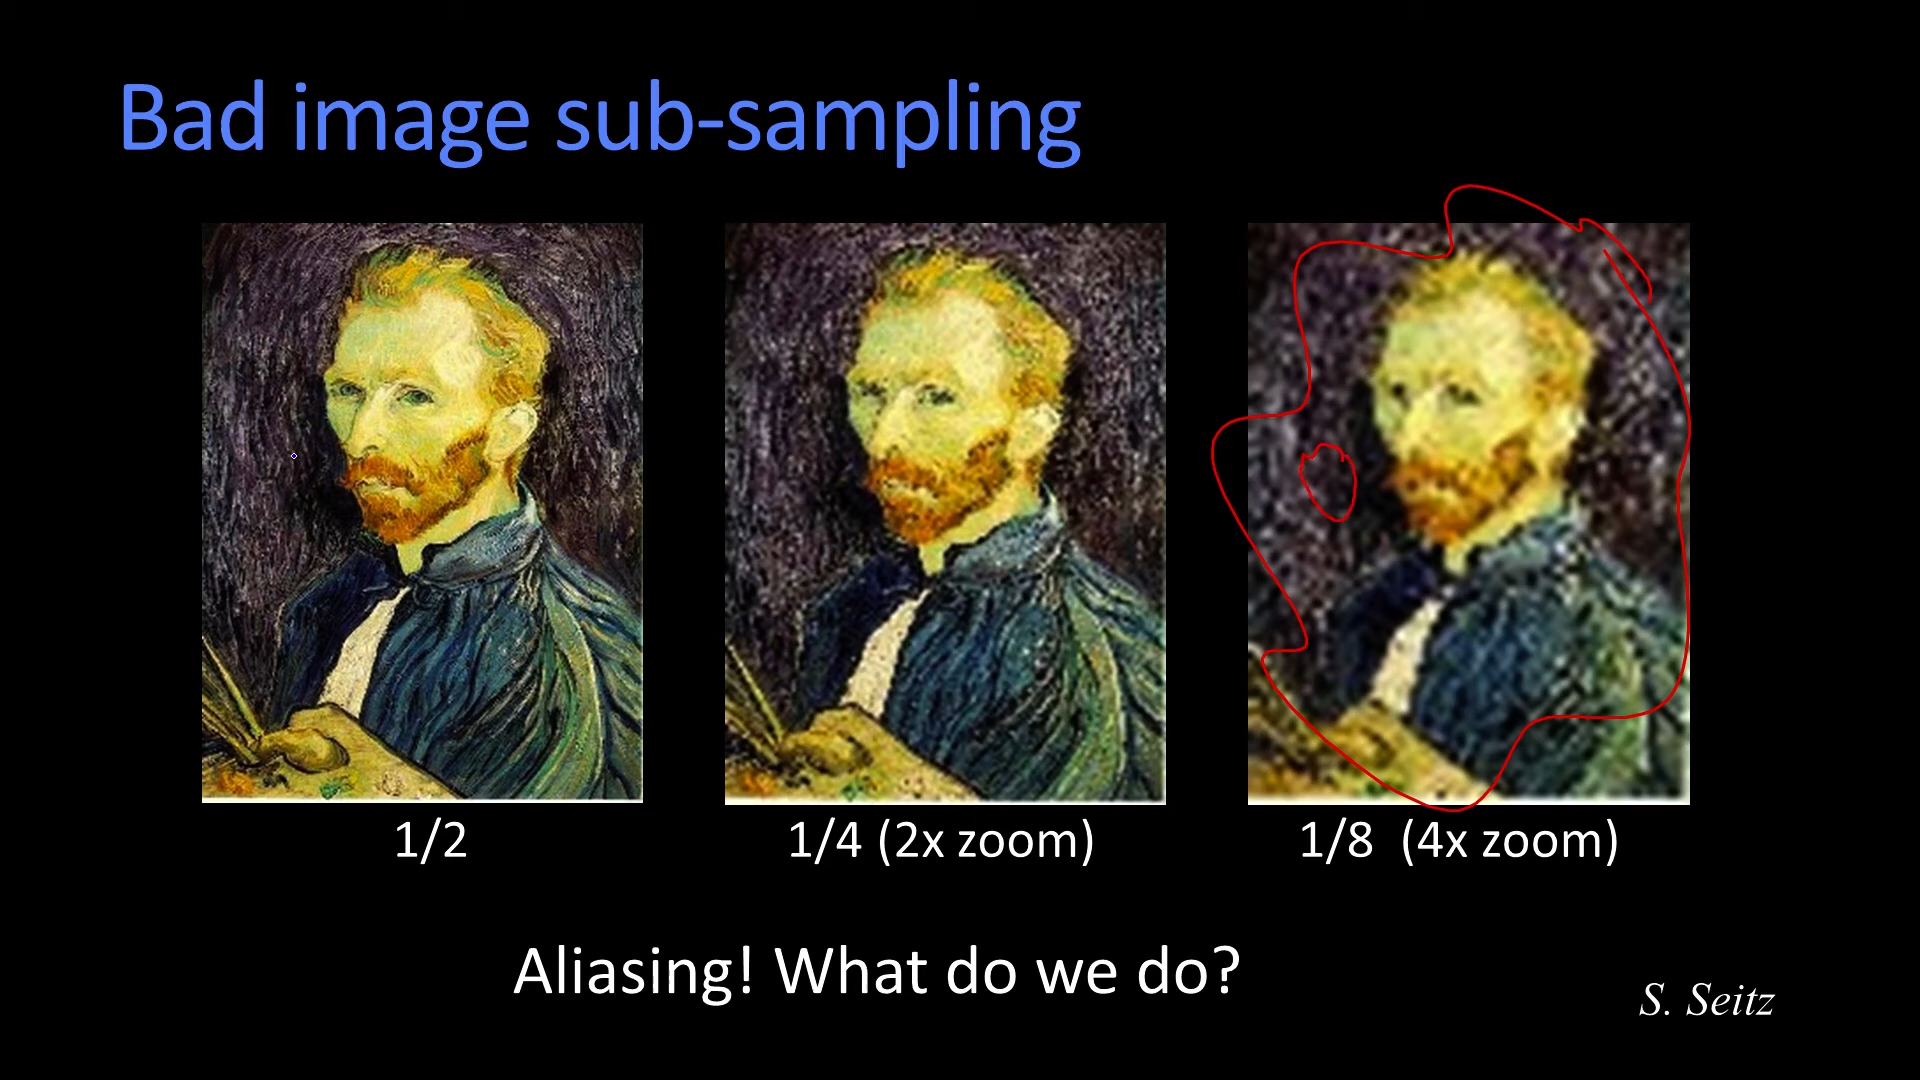 Bad image sub-sampling
1/2
1/4 (2x zoom)
1/8 (4x zoom)
Aliasing! What do we do?
S. Seitz